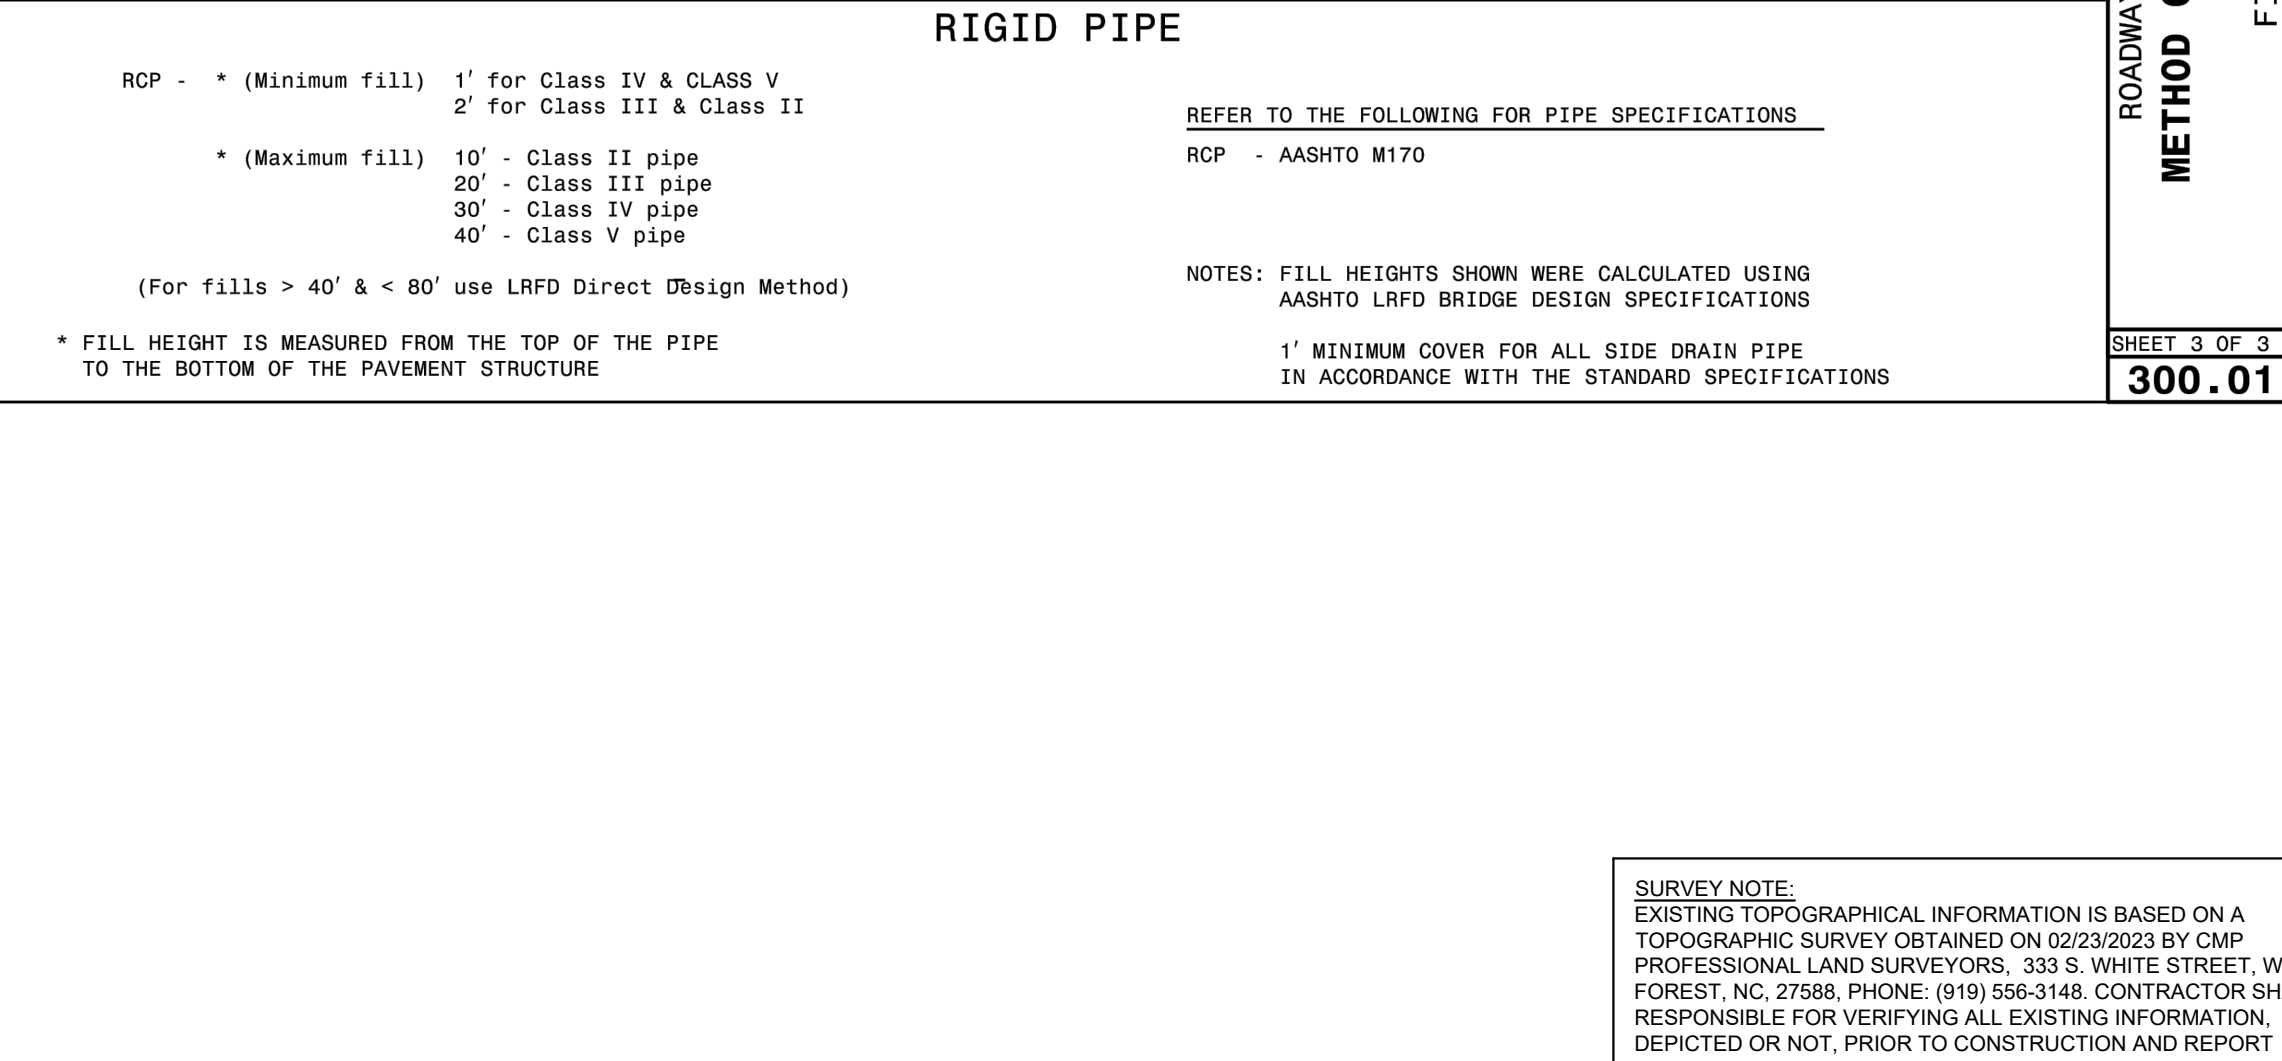 RIGID PIPE
RCP - * (Minimum fill) 1' for Class IV & CLASS V
2' for Class III & Class II
* (Maximum fill) 10' - Class II pipe
20' - Class III pipe
30' - Class IV pipe
40' - Class V pipe
(For fills > 40' & < 80' use LRFD Direct Design Method)
* FILL HEIGHT IS MEASURED FROM THE TOP OF THE PIPE
TO THE BOTTOM OF THE PAVEMENT STRUCTURE
REFER TO THE FOLLOWING FOR PIPE SPECIFICATIONS
RCP - AASHTO M170
NOTES: FILL HEIGHTS SHOWN WERE CALCULATED USING
AASHTO LRFD BRIDGE DESIGN SPECIFICATIONS
1' MINIMUM COVER FOR ALL SIDE DRAIN PIPE
IN ACCORDANCE WITH THE STANDARD SPECIFICATIONS
ROADWAY
METHOD
SHEET 3 OF 3
300.01
SURVEY NOTE:
EXISTING TOPOGRAPHICAL INFORMATION IS BASED ON A
TOPOGRAPHIC SURVEY OBTAINED ON 02/23/2023 BY CMP
PROFESSIONAL LAND SURVEYORS, 333 S. WHITE STREET, W
FOREST, NC, 27588, PHONE: (919) 556-3148. CONTRACTOR SH
RESPONSIBLE FOR VERIFYING ALL EXISTING INFORMATION,
DEPICTED OR NOT, PRIOR TO CONSTRUCTION AND REPORT